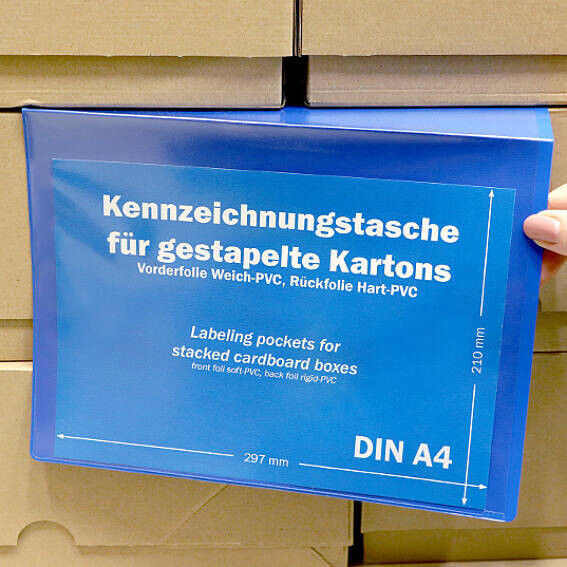 Kennzeichnungstasche
für gestapelte Kartons
Vorderfolie Weich-PVC, Rückfolie Hart-PVC
Labeling pockets for
stacked cardboard boxes
front foil soft-PVC, back foil rigid-PVC
210 mm
297 mm
DIN A4